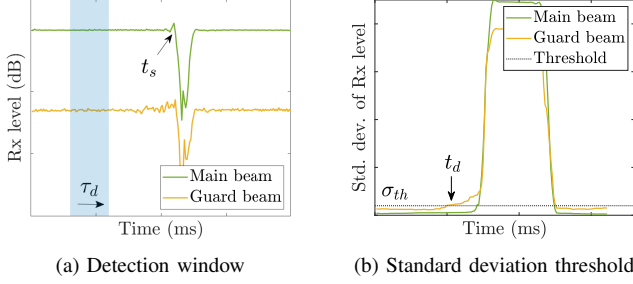 Rx level (dB)
t_s
τ_d
Main beam
Guard beam
Time (ms)
(a) Detection window
Std. dev. of Rx level
Main beam
Guard beam
Threshold
t_d
σ_th
Time (ms)
(b) Standard deviation threshold